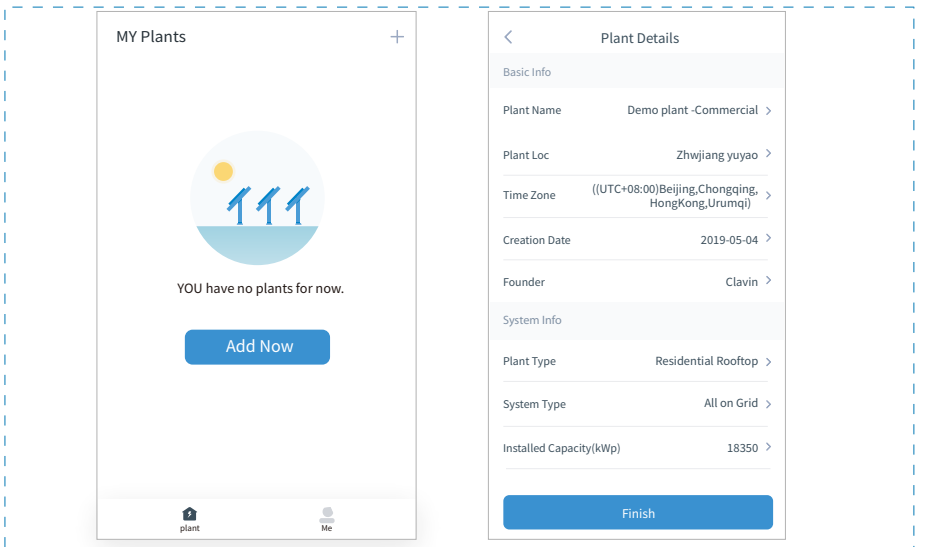 MY Plants
YOU have no plants for now.
Add Now
plant
Me
Plant Details
Basic Info
Plant Name Demo plant -Commercial
Plant Loc Zhwjiang yuyao
Time Zone ((UTC+08:00)Beijing,Chongqing,
HongKong,Urumqi)
Creation Date 2019-05-04
Founder Clavin
System Info
Plant Type Residential Rooftop
System Type All on Grid
Installed Capacity(kWp) 18350
Finish